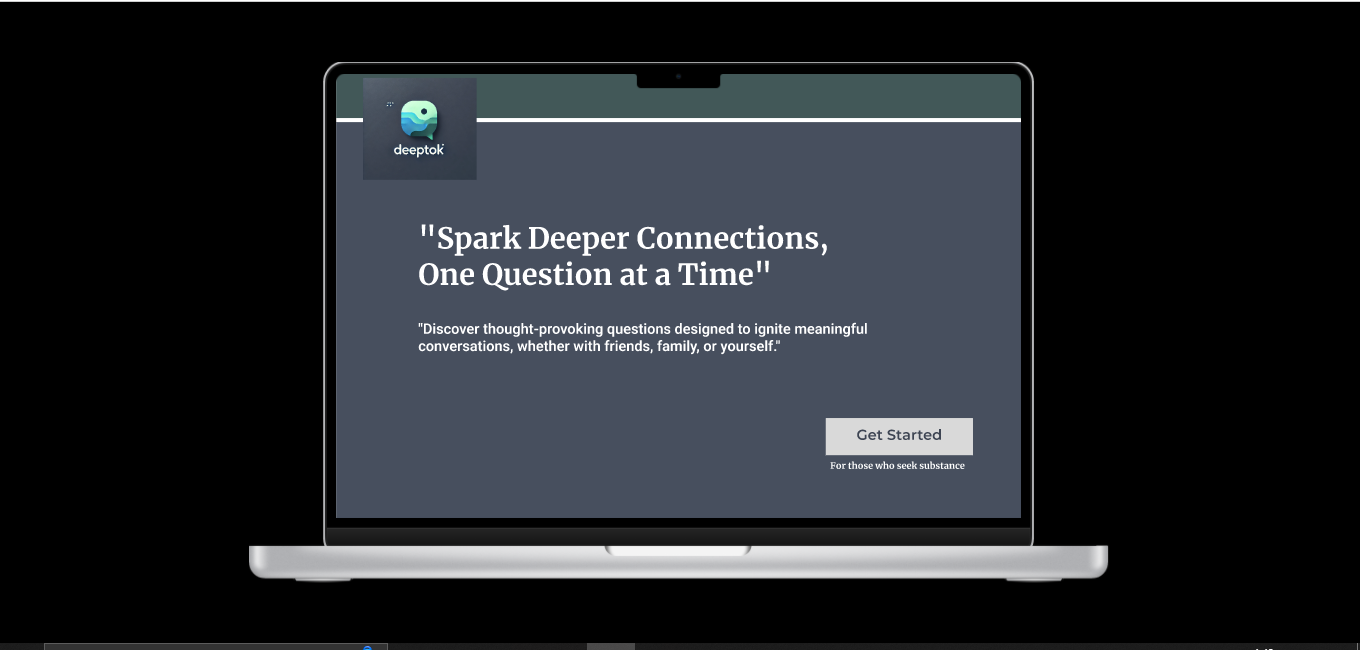 deeptok
"Spark Deeper Connections,
One Question at a Time"
"Discover thought-provoking questions designed to ignite meaningful
conversations, whether with friends, family, or yourself."
Get Started
For those who seek substance